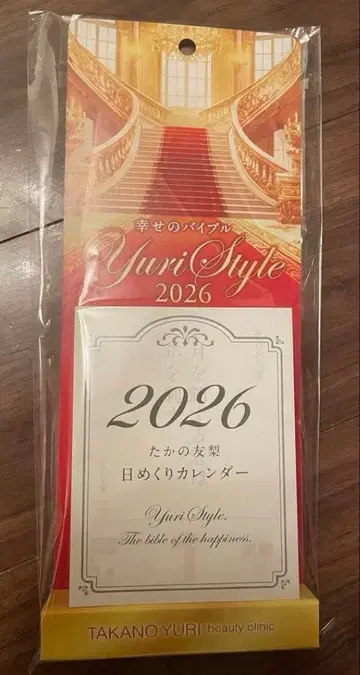 幸せのバイブル
Yuri Style
2026
2026
たかの友梨
日めくりカレンダー
Yuri Style.
The bible of the happiness.
TAKANO YURI beauty clinic